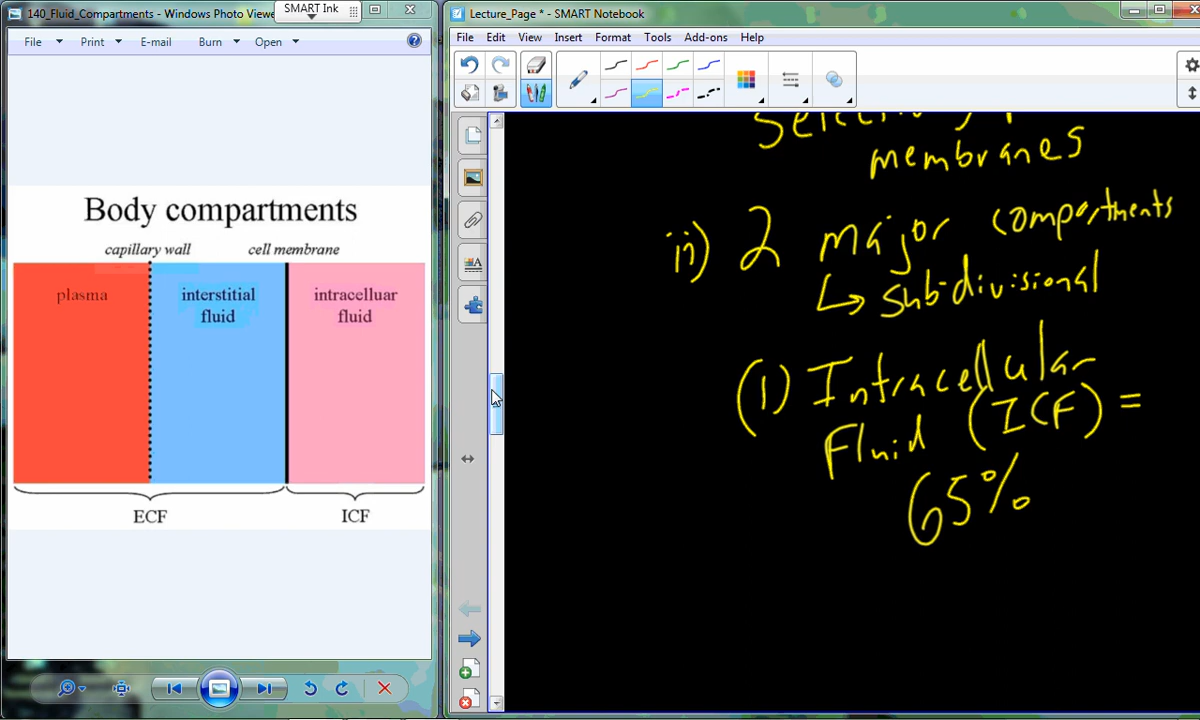 140_Fluid_Compartments - Windows Photo Viewe
SMART Ink
File Print E-mail Burn Open
Body compartments
capillary wall cell membrane
plasma
interstitial
fluid
intracelluar
fluid
ECF ICF
Lecture_Page * - SMART Notebook
File Edit View Insert Format Tools Add-ons Help
membranes
ii) 2 major compartments
↳ sub-divisional
(1) Intracellular
Fluid (ICF) =
65%